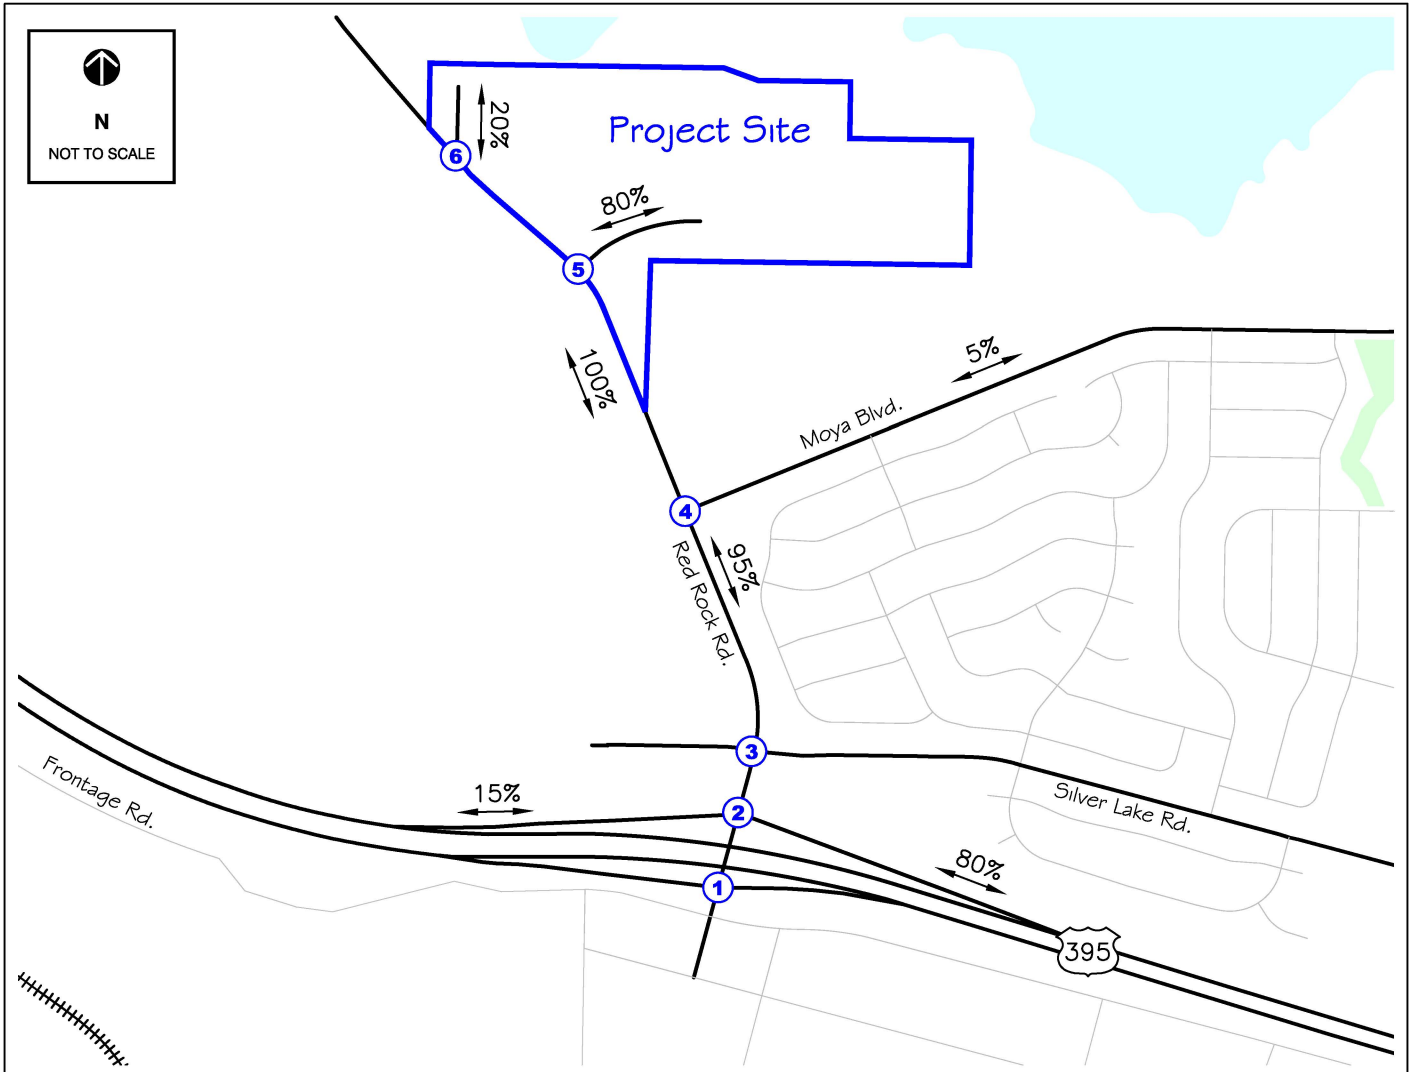 N
NOT TO SCALE
20%
Project Site
6
80%
5
100%
5%
Moya Blvd.
4
95%
Red Rock Rd.
3
Frontage Rd.
15%
2
Silver Lake Rd.
80%
1
395